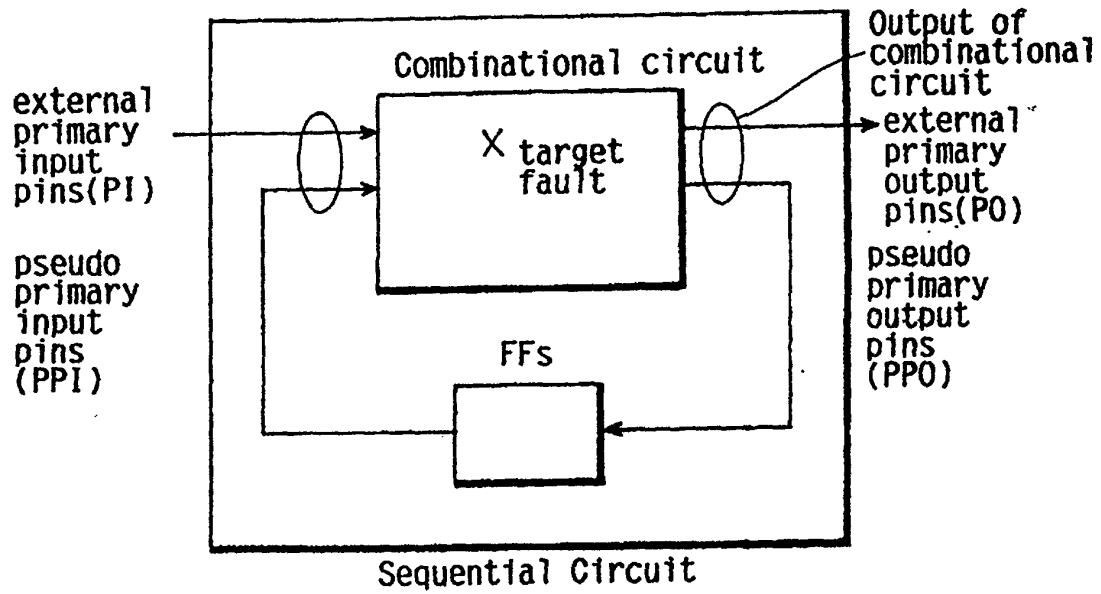 Output of
combinational
circuit
Combinational circuit
external
primary
input
pins(PI)
X target
fault
external
primary
output
pins(PO)
pseudo
primary
input
pins
(PPI)
pseudo
primary
output
pins
(PPO)
FFs
Sequential Circuit